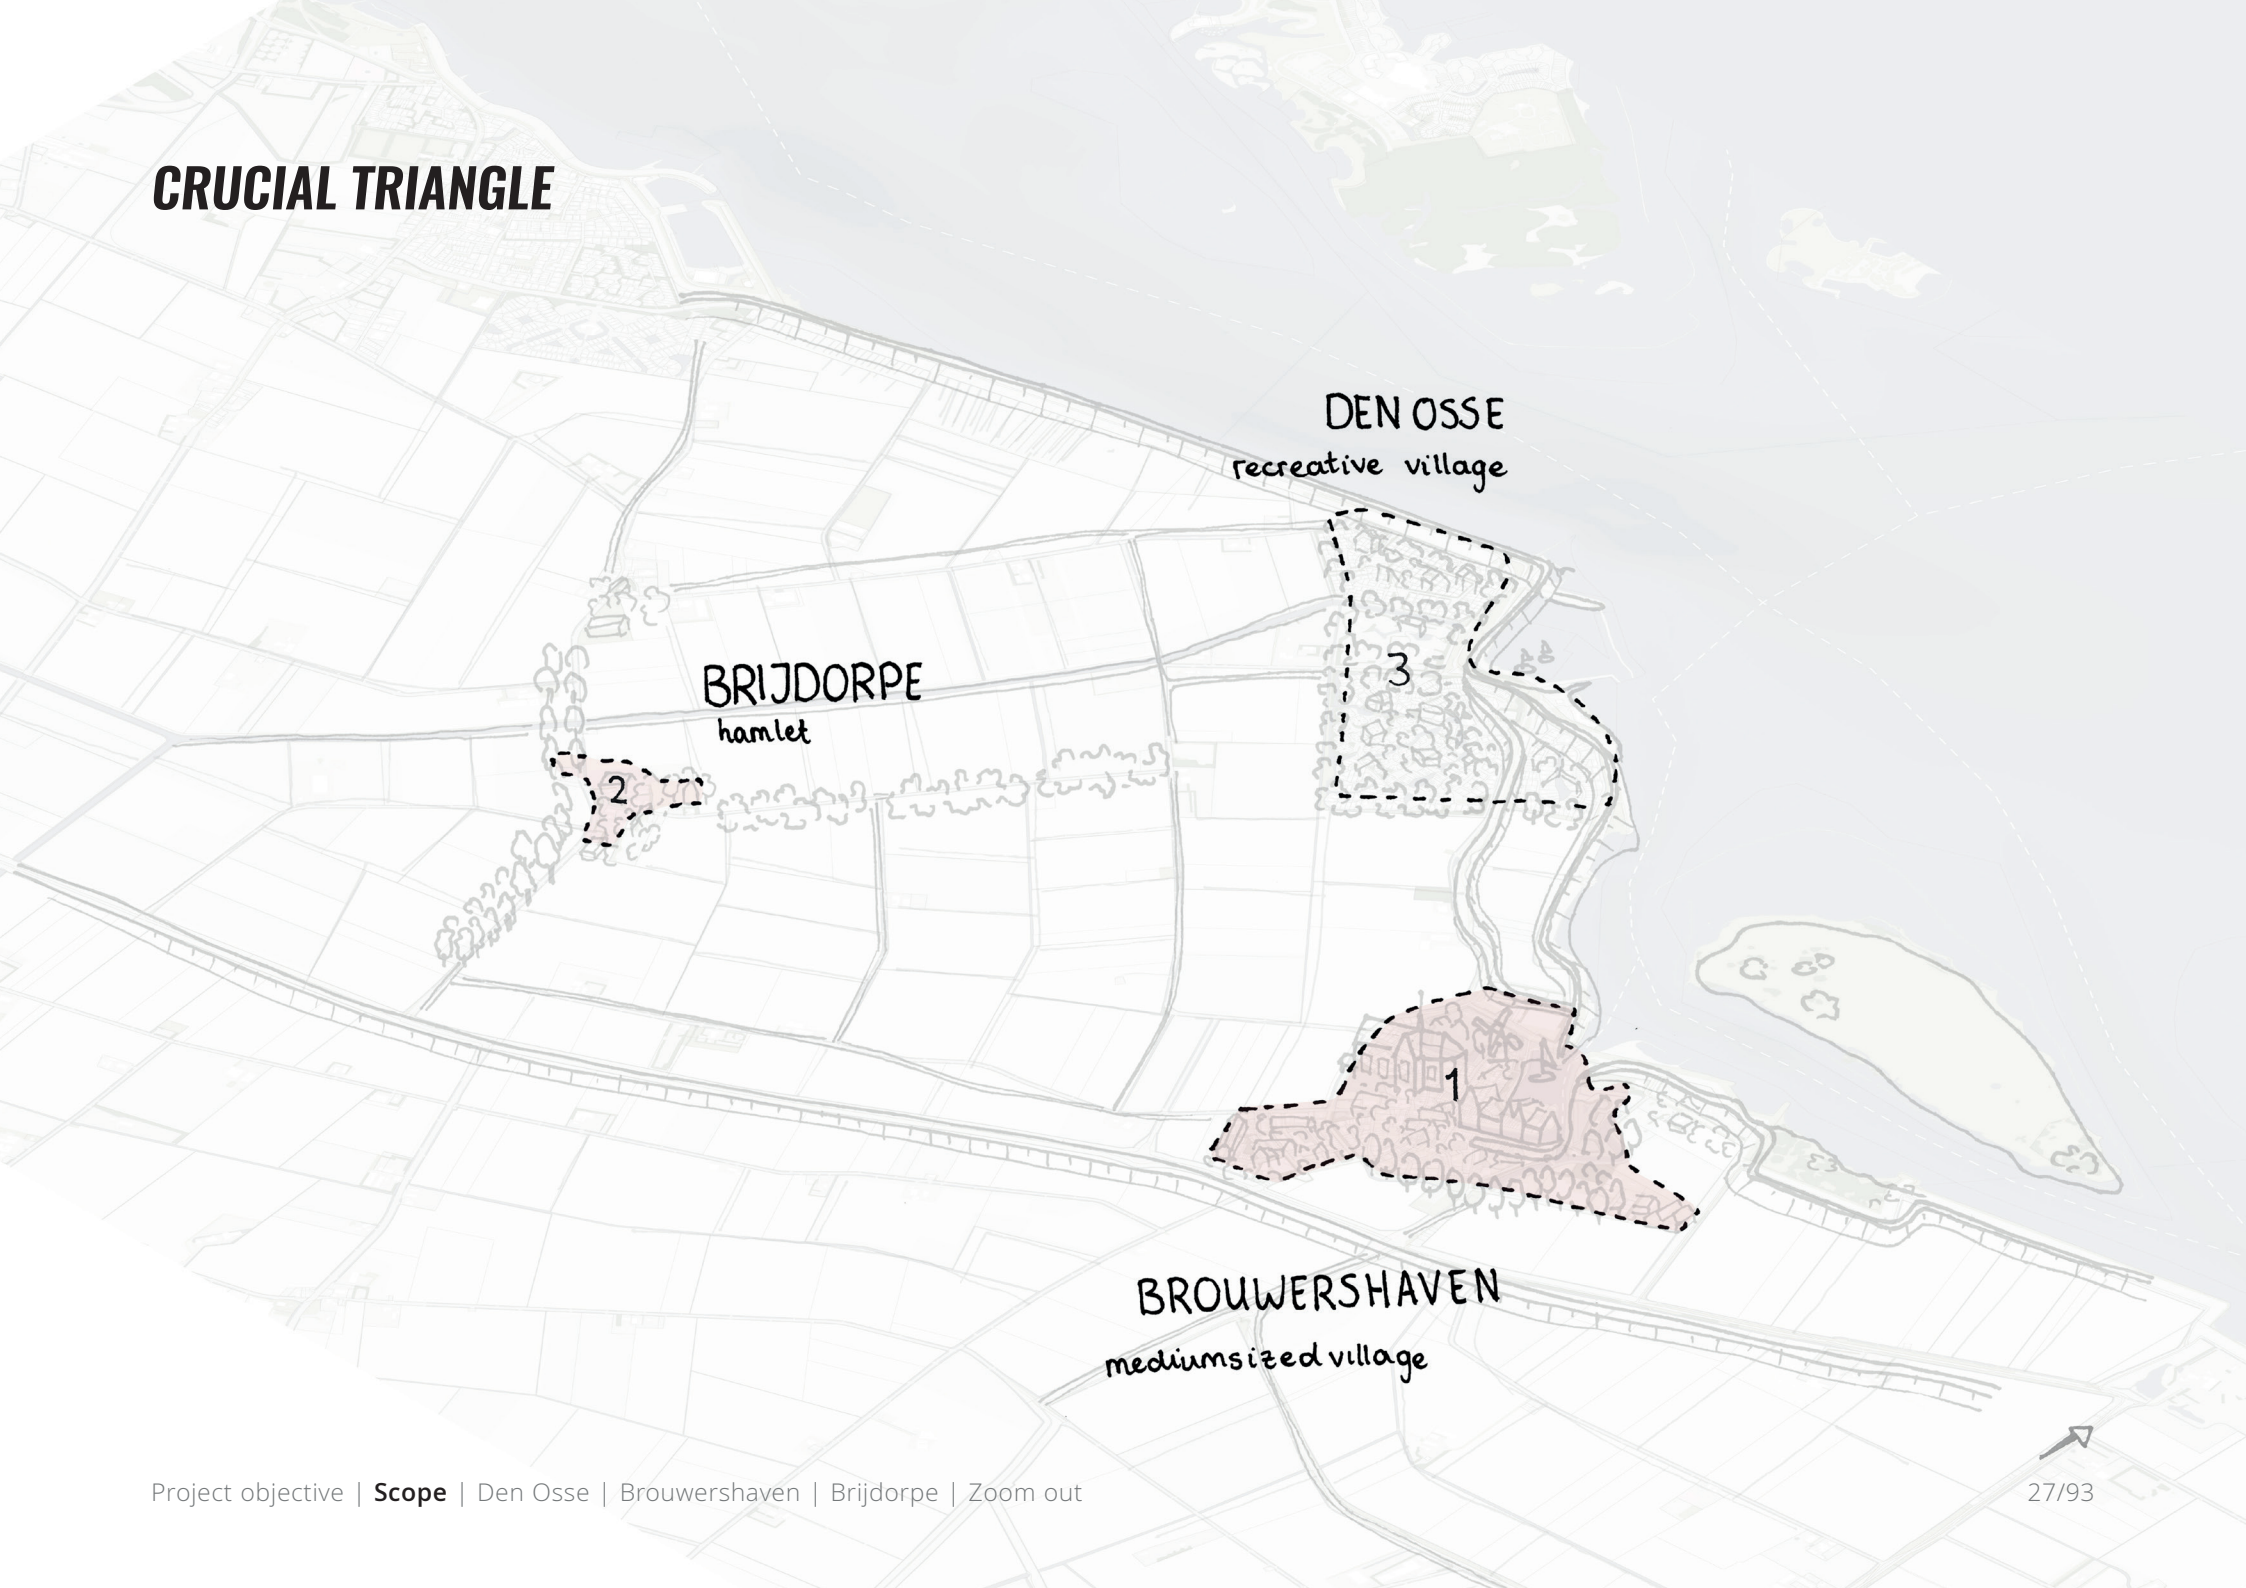 CRUCIAL TRIANGLE
DEN OSSE
recreative village
3
BRIJDORPE
hamlet
2
1
BROUWERSHAVEN
mediumsized village
Project objective | Scope | Den Osse | Brouwershaven | Brijdorpe | Zoom out
27/93